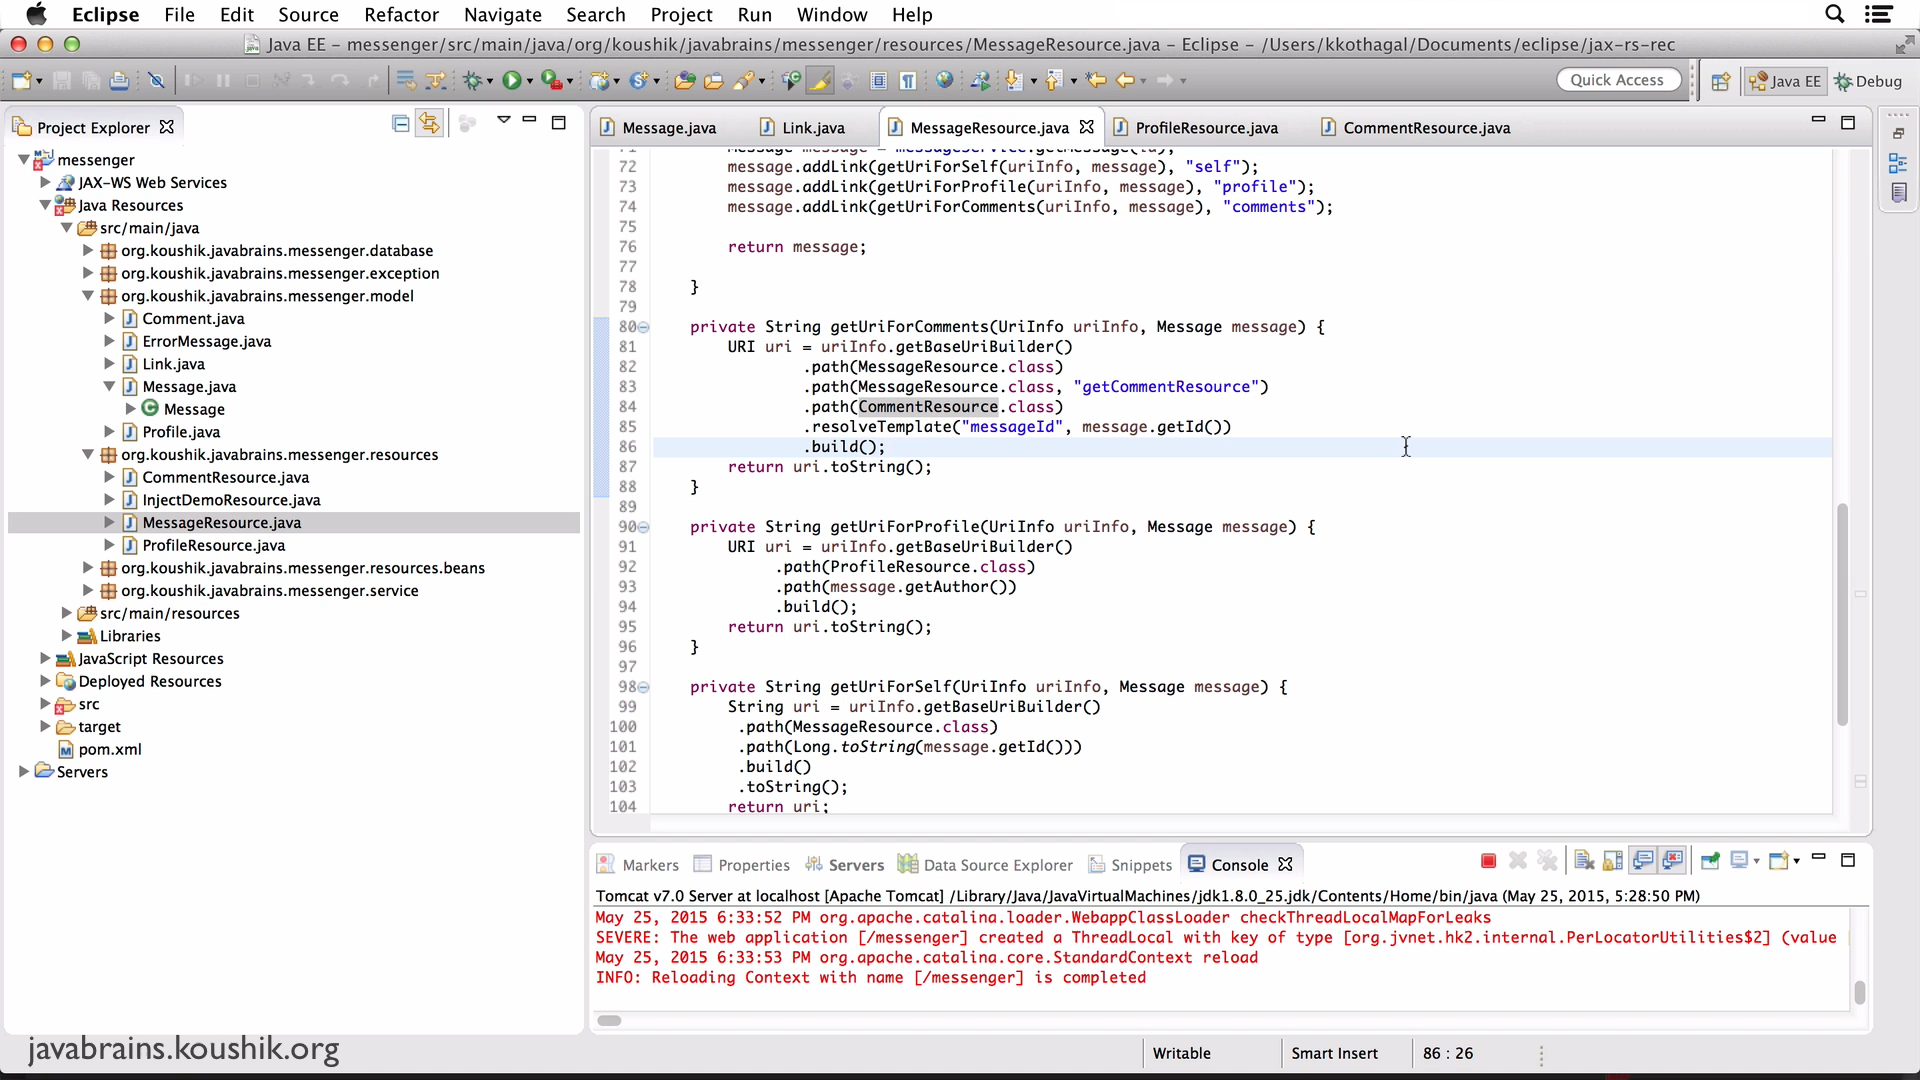 Eclipse File Edit Source Refactor Navigate Search Project Run Window Help
Java EE – messenger/src/main/java/org/koushik/javabrains/messenger/resources/MessageResource.java – Eclipse – /Users/kkothagal/Documents/eclipse/jax-rs-rec
Quick Access Java EE Debug
Project Explorer
messenger
JAX-WS Web Services
Java Resources
src/main/java
org.koushik.javabrains.messenger.database
org.koushik.javabrains.messenger.exception
org.koushik.javabrains.messenger.model
Comment.java
ErrorMessage.java
Link.java
Message.java
Message
Profile.java
org.koushik.javabrains.messenger.resources
CommentResource.java
InjectDemoResource.java
MessageResource.java
ProfileResource.java
org.koushik.javabrains.messenger.resources.beans
org.koushik.javabrains.messenger.service
src/main/resources
Libraries
JavaScript Resources
Deployed Resources
src
target
pom.xml
Servers
Message.java Link.java MessageResource.java ProfileResource.java CommentResource.java
71 Message message = messageService.getMessage(id);
72 message.addLink(getUriForSelf(uriInfo, message), "self");
73 message.addLink(getUriForProfile(uriInfo, message), "profile");
74 message.addLink(getUriForComments(uriInfo, message), "comments");
75
76 return message;
77
78 }
79
80 private String getUriForComments(UriInfo uriInfo, Message message) {
81 URI uri = uriInfo.getBaseUriBuilder()
82 .path(MessageResource.class)
83 .path(MessageResource.class, "getCommentResource")
84 .path(CommentResource.class)
85 .resolveTemplate("messageId", message.getId())
86 .build();
87 return uri.toString();
88 }
89
90 private String getUriForProfile(UriInfo uriInfo, Message message) {
91 URI uri = uriInfo.getBaseUriBuilder()
92 .path(ProfileResource.class)
93 .path(message.getAuthor())
94 .build();
95 return uri.toString();
96 }
97
98 private String getUriForSelf(UriInfo uriInfo, Message message) {
99 String uri = uriInfo.getBaseUriBuilder()
100 .path(MessageResource.class)
101 .path(Long.toString(message.getId()))
102 .build()
103 .toString();
104 return uri;
Markers Properties Servers Data Source Explorer Snippets Console
Tomcat v7.0 Server at localhost [Apache Tomcat] /Library/Java/JavaVirtualMachines/jdk1.8.0_25.jdk/Contents/Home/bin/java (May 25, 2015, 5:28:50 PM)
May 25, 2015 6:33:52 PM org.apache.catalina.loader.WebappClassLoader checkThreadLocalMapForLeaks
SEVERE: The web application [/messenger] created a ThreadLocal with key of type [org.jvnet.hk2.internal.PerLocatorUtilities$2] (value
May 25, 2015 6:33:53 PM org.apache.catalina.core.StandardContext reload
INFO: Reloading Context with name [/messenger] is completed
javabrains.koushik.org
Writable Smart Insert 86 : 26